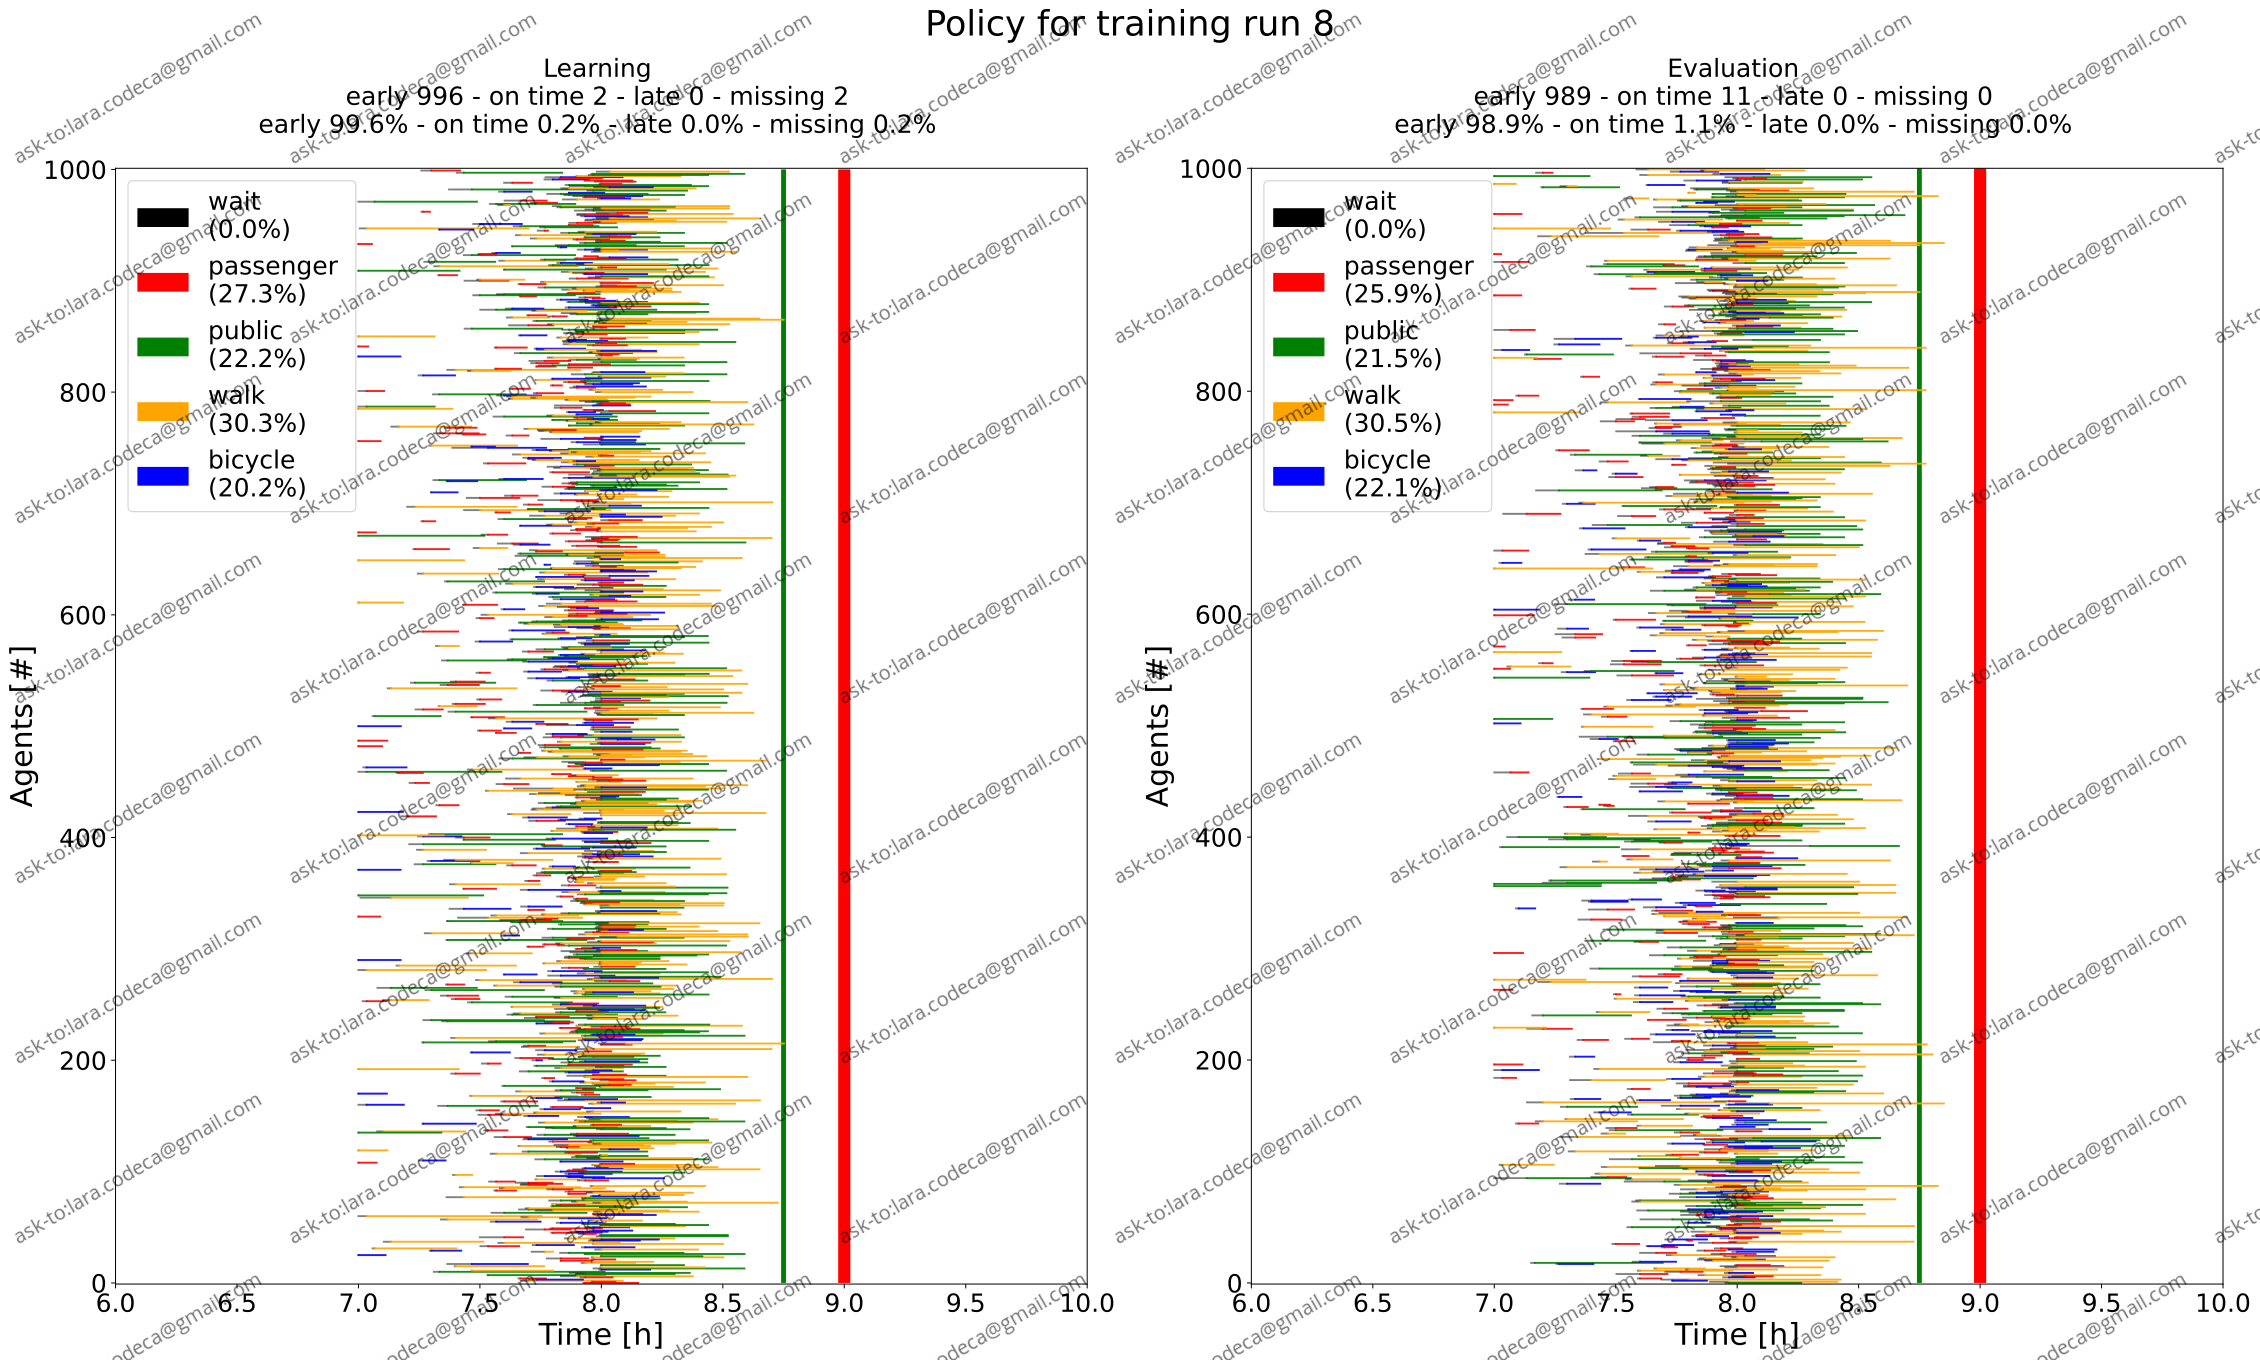 Policy for training run 8
Learning
early 996 - on time 2 - late 0 - missing 2
early 99.6% - on time 0.2% - late 0.0% - missing 0.2%
1000
800
600
400
200
0
Agents [#]
wait
(0.0%)
passenger
(27.3%)
public
(22.2%)
walk
(30.3%)
bicycle
(20.2%)
6.0 6.5 7.0 7.5 8.0 8.5 9.0 9.5 10.0
Time [h]
Evaluation
early 989 - on time 11 - late 0 - missing 0
early 98.9% - on time 1.1% - late 0.0% - missing 0.0%
1000
800
600
400
200
0
Agents [#]
wait
(0.0%)
passenger
(25.9%)
public
(21.5%)
walk
(30.5%)
bicycle
(22.1%)
6.0 6.5 7.0 7.5 8.0 8.5 9.0 9.5 10.0
Time [h]
ask-to:lara.codeca@gmail.com